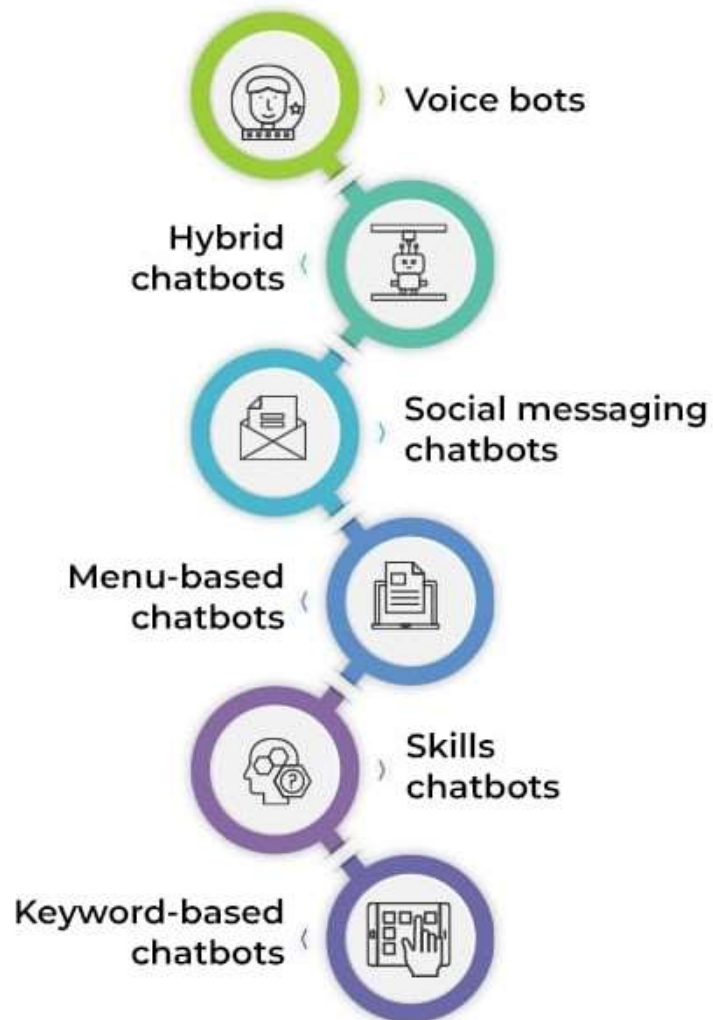 Voice bots
Hybrid
chatbots
Social messaging
chatbots
Menu-based
chatbots
Skills
chatbots
Keyword-based
chatbots